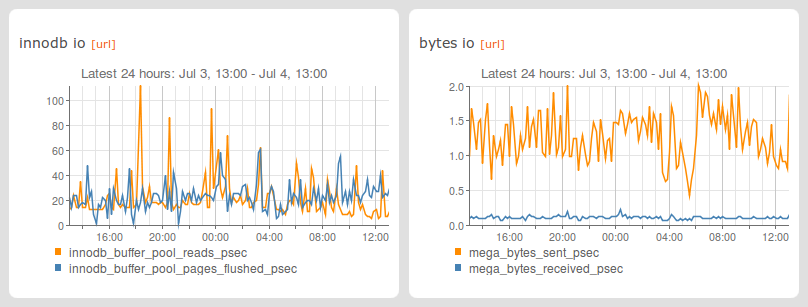 innodb io [url]
Latest 24 hours: Jul 3, 13:00 - Jul 4, 13:00
100
80
60
40
20
0
16:00 20:00 00:00 04:00 08:00 12:00
innodb_buffer_pool_reads_psec
innodb_buffer_pool_pages_flushed_psec
bytes io [url]
Latest 24 hours: Jul 3, 13:00 - Jul 4, 13:00
2.0
1.5
1.0
0.5
0.0
16:00 20:00 00:00 04:00 08:00 12:00
mega_bytes_sent_psec
mega_bytes_received_psec